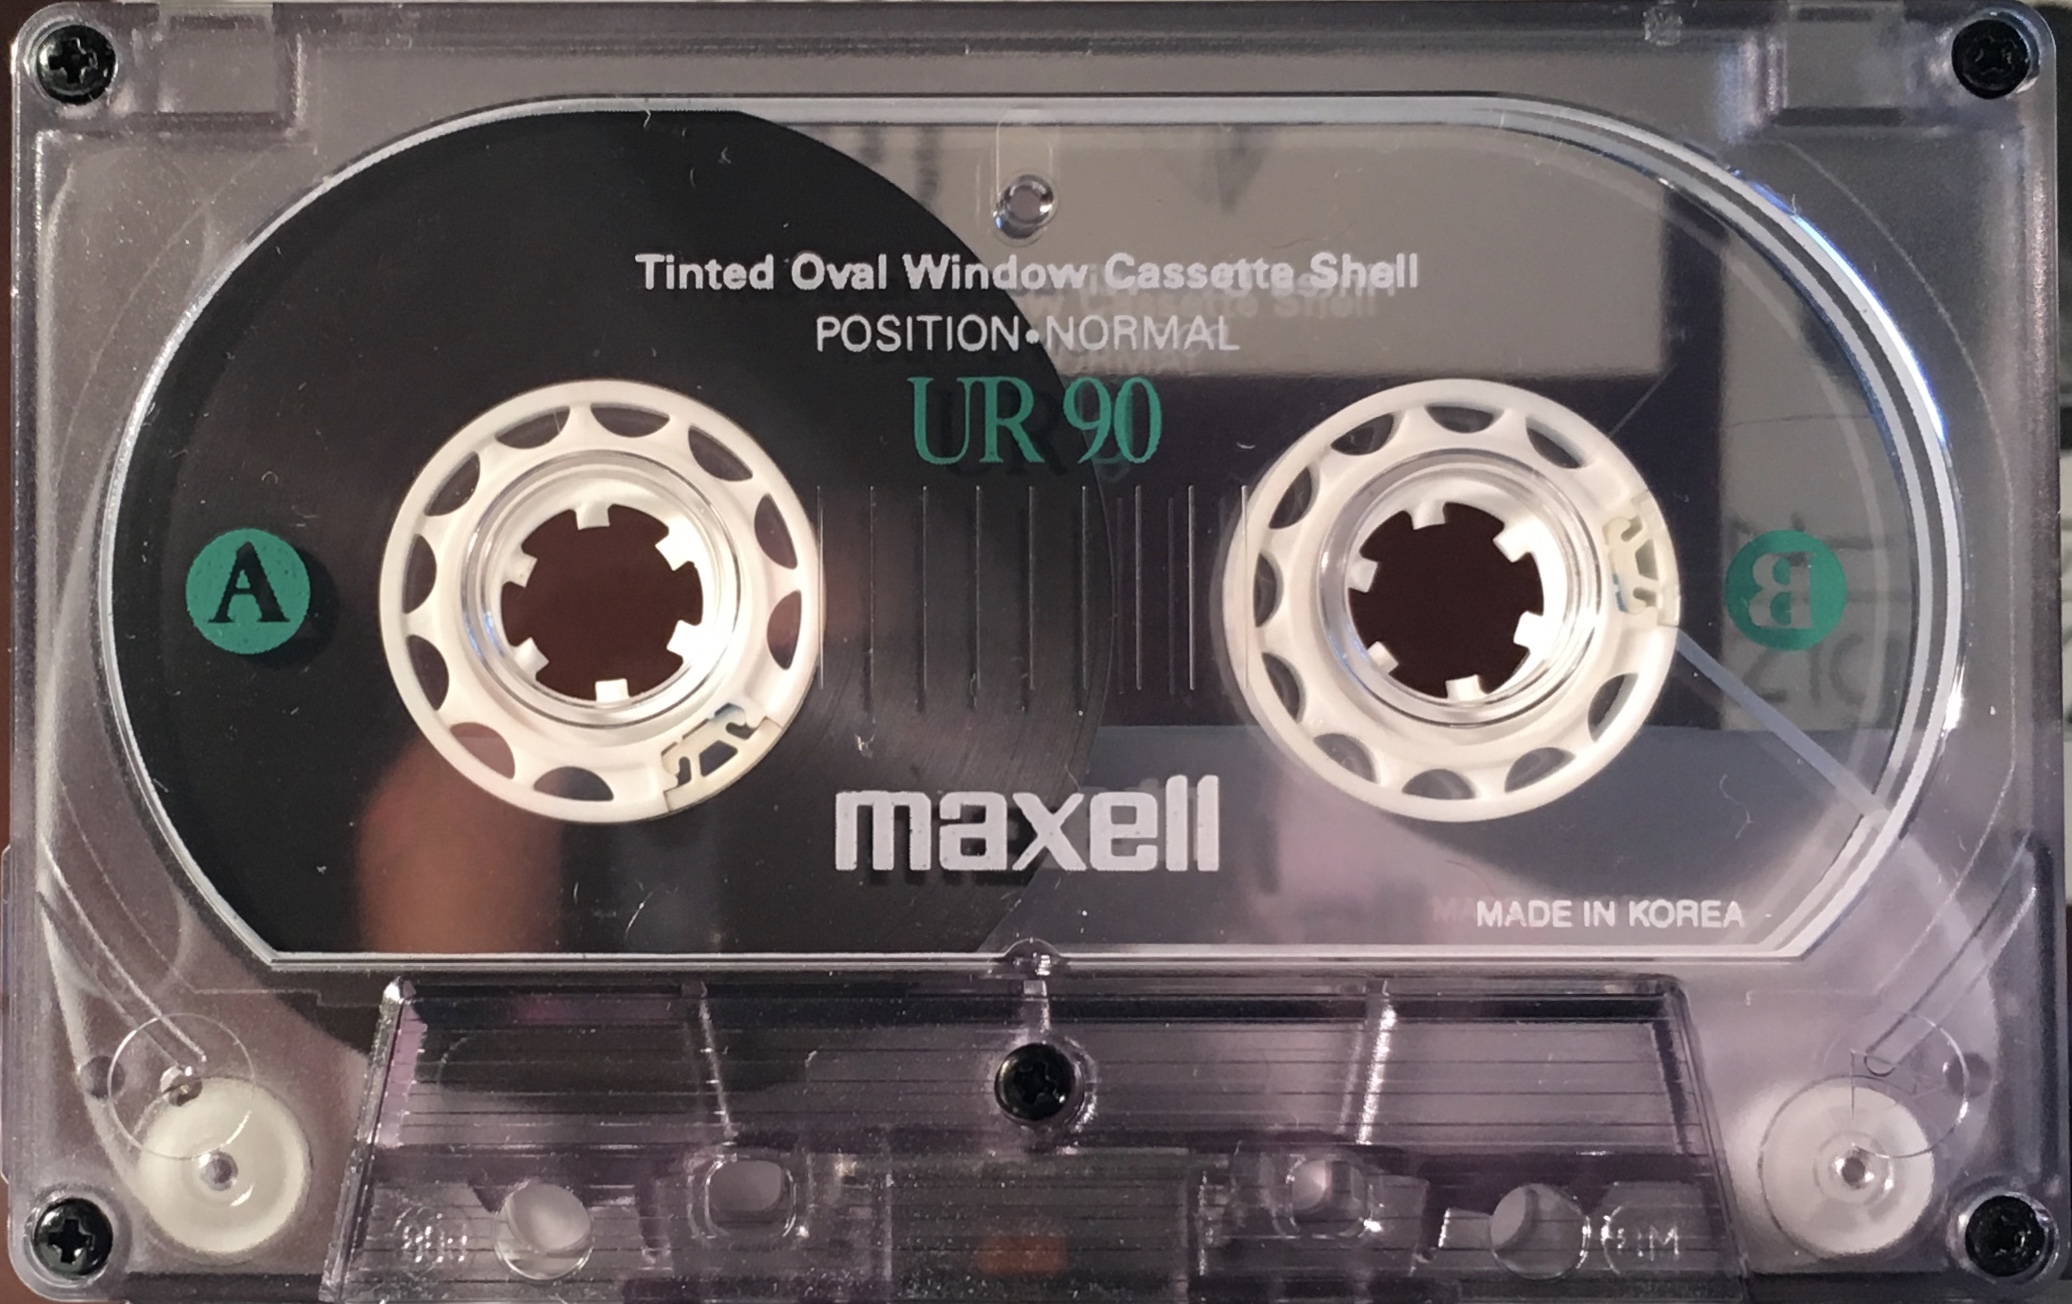 Tinted Oval Window Cassette Shell
POSITION•NORMAL
UR 90
A
B
maxell
MADE IN KOREA